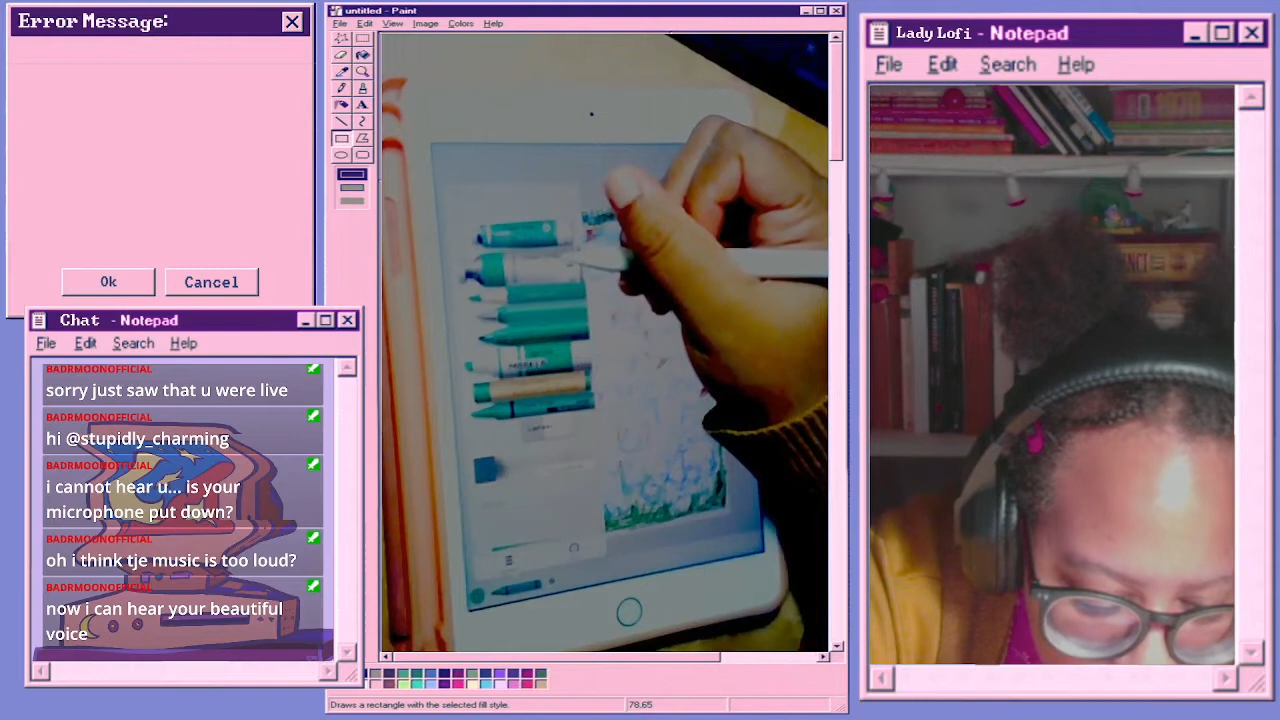 Error Message:
Ok
Cancel
Chat - Notepad
File Edit Search Help
BADRMOONOFFICIAL
sorry just saw that u were live
BADRMOONOFFICIAL
hi @stupidly_charming
BADRMOONOFFICIAL
i cannot hear u... is your
microphone put down?
BADRMOONOFFICIAL
oh i think tje music is too loud?
BADRMOONOFFICIAL
now i can hear your beautiful
voice
untitled - Paint
File Edit View Image Colors Help
A
Draws a rectangle with the selected fill style.
78,65
Lady Lofi - Notepad
File Edit Search Help